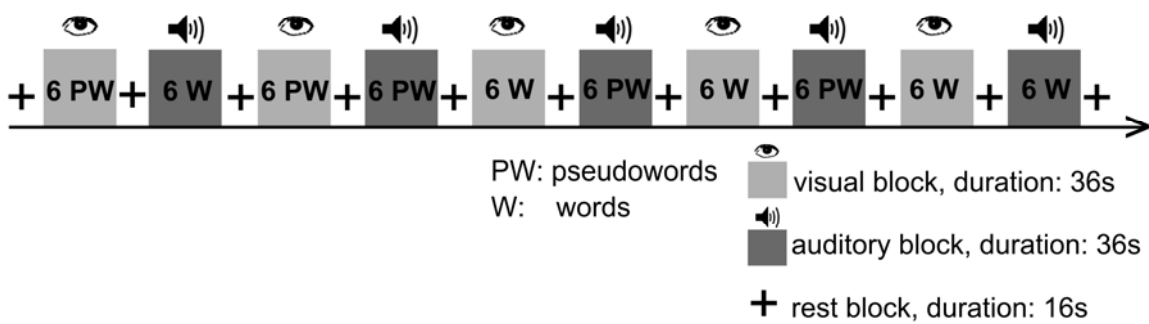 + 6 PW + 6 W + 6 PW + 6 PW + 6 W + 6 PW + 6 W + 6 PW + 6 W + 6 W +
PW: pseudowords
W: words
visual block, duration: 36s
auditory block, duration: 36s
+ rest block, duration: 16s